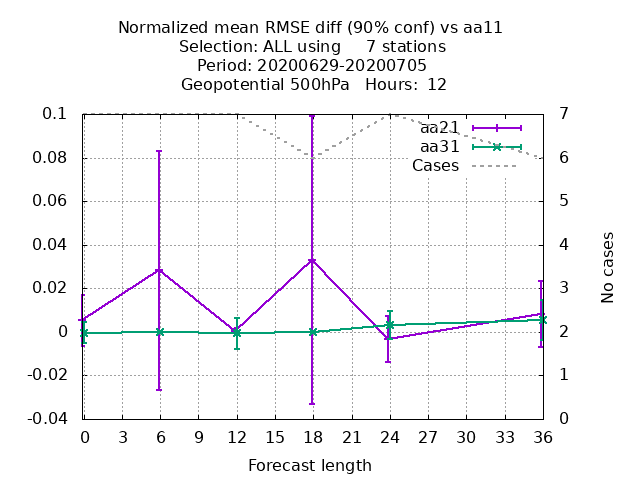 Normalized mean RMSE diff (90% conf) vs aa11
Selection: ALL using     7 stations
Period: 20200629-20200705
Geopotential 500hPa   Hours:  12
0.1
0.08
0.06
0.04
0.02
0
-0.02
-0.04
7
6
5
4
3
2
1
0
aa21
aa31
Cases
No cases
0 3 6 9 12 15 18 21 24 27 30 33 36
Forecast length